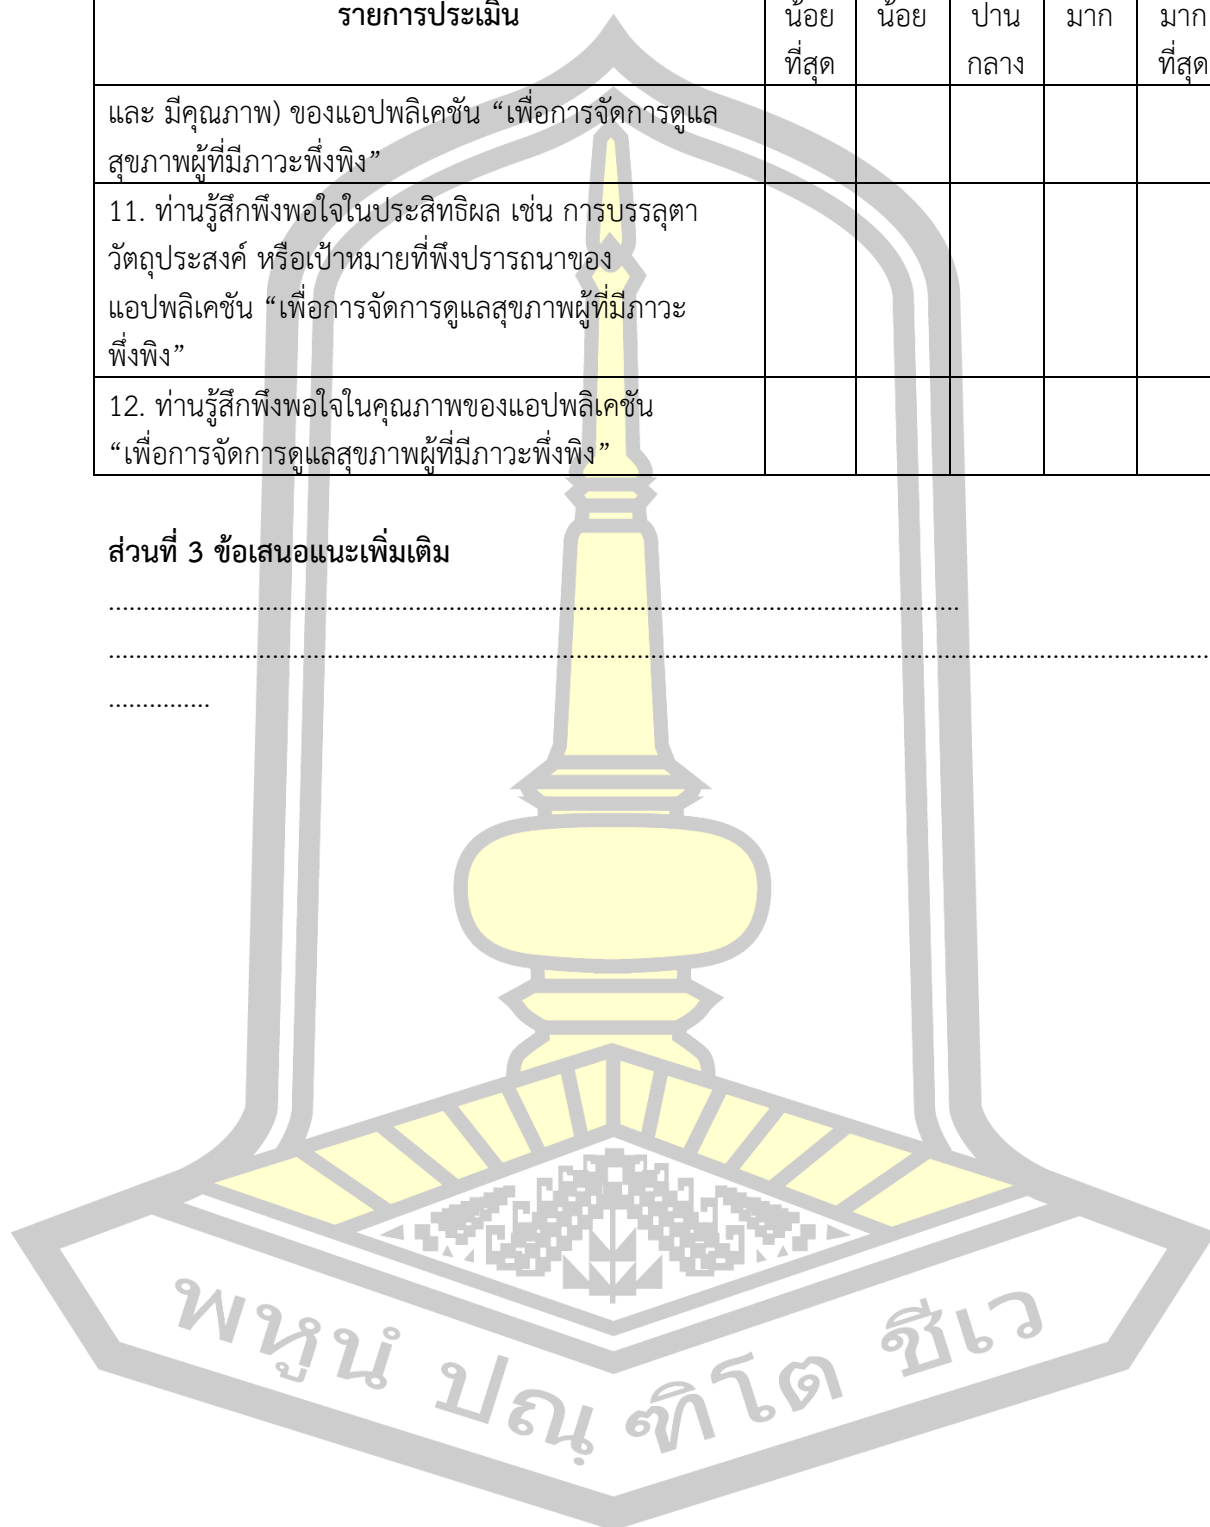 รายการประเมิน น้อย น้อย ปาน มาก มาก
ที่สุด กลาง ที่สุด
และ มีคุณภาพ) ของแอปพลิเคชัน “เพื่อการจัดการดูแล
สุขภาพผู้ที่มีภาวะพึ่งพิง”
11. ท่านรู้สึกพึงพอใจในประสิทธิผล เช่น การบรรลุตา
วัตถุประสงค์ หรือเป้าหมายที่พึงปรารถนาของ
แอปพลิเคชัน “เพื่อการจัดการดูแลสุขภาพผู้ที่มีภาวะ
พึ่งพิง”
12. ท่านรู้สึกพึงพอใจในคุณภาพของแอปพลิเคชัน
“เพื่อการจัดการดูแลสุขภาพผู้ที่มีภาวะพึ่งพิง”
ส่วนที่ 3 ข้อเสนอแนะเพิ่มเติม
............................................................................................................................
................................................................................................................................................................
...............
พหูนํ ปณฺฑิโต ชีเว